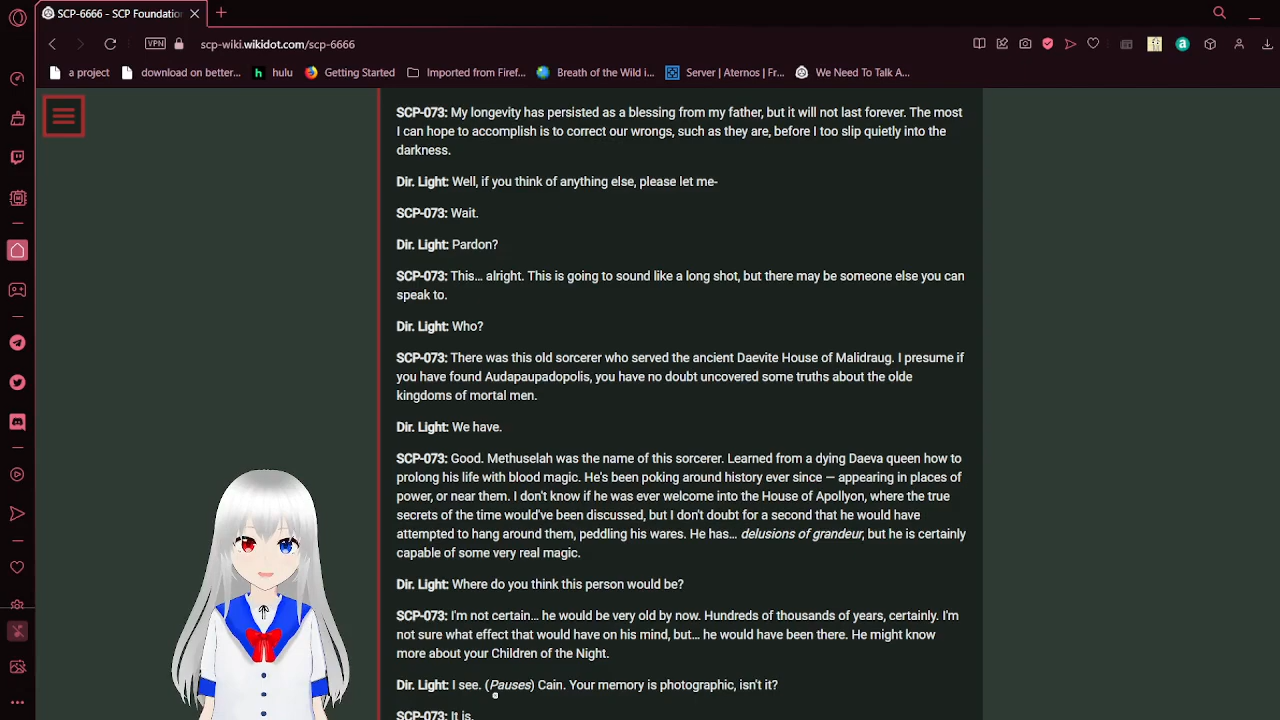 SCP-6666 - SCP Foundation
scp-wiki.wikidot.com/scp-6666
VPN
a project
download on better...
h hulu
Getting Started
Imported from Firef...
Breath of the Wild i...
Server | Aternos | Fr...
We Need To Talk A...
SCP-073: My longevity has persisted as a blessing from my father, but it will not last forever. The most
I can hope to accomplish is to correct our wrongs, such as they are, before I too slip quietly into the
darkness.
Dir. Light: Well, if you think of anything else, please let me-
SCP-073: Wait.
Dir. Light: Pardon?
SCP-073: This... alright. This is going to sound like a long shot, but there may be someone else you can
speak to.
Dir. Light: Who?
SCP-073: There was this old sorcerer who served the ancient Daevite House of Malidraug. I presume if
you have found Audapaupadopolis, you have no doubt uncovered some truths about the olde
kingdoms of mortal men.
Dir. Light: We have.
SCP-073: Good. Methuselah was the name of this sorcerer. Learned from a dying Daeva queen how to
prolong his life with blood magic. He's been poking around history ever since — appearing in places of
power, or near them. I don't know if he was ever welcome into the House of Apollyon, where the true
secrets of the time would've been discussed, but I don't doubt for a second that he would have
attempted to hang around them, peddling his wares. He has... delusions of grandeur, but he is certainly
capable of some very real magic.
Dir. Light: Where do you think this person would be?
SCP-073: I'm not certain... he would be very old by now. Hundreds of thousands of years, certainly. I'm
not sure what effect that would have on his mind, but... he would have been there. He might know
more about your Children of the Night.
Dir. Light: I see. (Pauses) Cain. Your memory is photographic, isn't it?
SCP-073: It is.